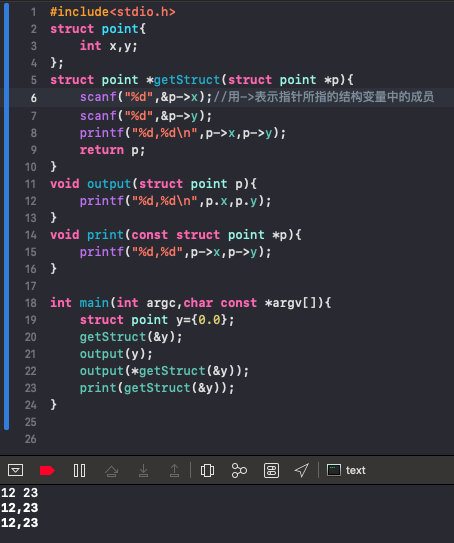 1 #include<stdio.h>
2 struct point{
3     int x,y;
4 };
5 struct point *getStruct(struct point *p){
6     scanf("%d",&p->x);//用->表示指针所指的结构变量中的成员
7     scanf("%d",&p->y);
8     printf("%d,%d\n",p->x,p->y);
9     return p;
10 }
11 void output(struct point p){
12     printf("%d,%d\n",p.x,p.y);
13 }
14 void print(const struct point *p){
15     printf("%d,%d",p->x,p->y);
16 }
17
18 int main(int argc,char const *argv[]){
19     struct point y={0.0};
20     getStruct(&y);
21     output(y);
22     output(*getStruct(&y));
23     print(getStruct(&y));
24 }
25
26
text
12 23
12,23
12,23